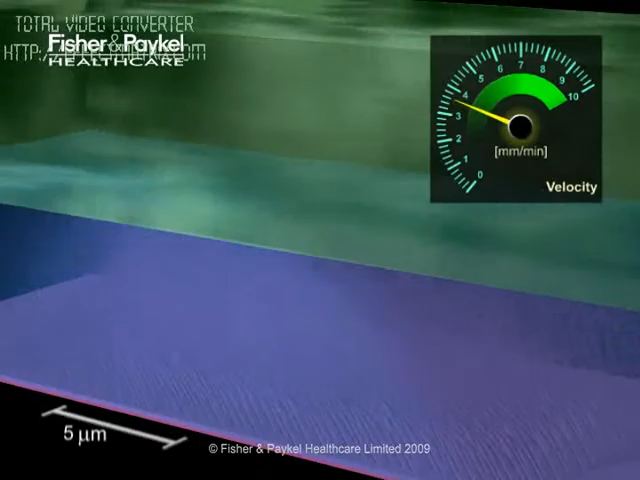 TOTAL VIDEO CONVERTER
Fisher & Paykel
HEALTHCARE
5
6
7
8
4
9
3
10
2
[mm/min]
1
0
Velocity
5 μm
© Fisher & Paykel Healthcare Limited 2009